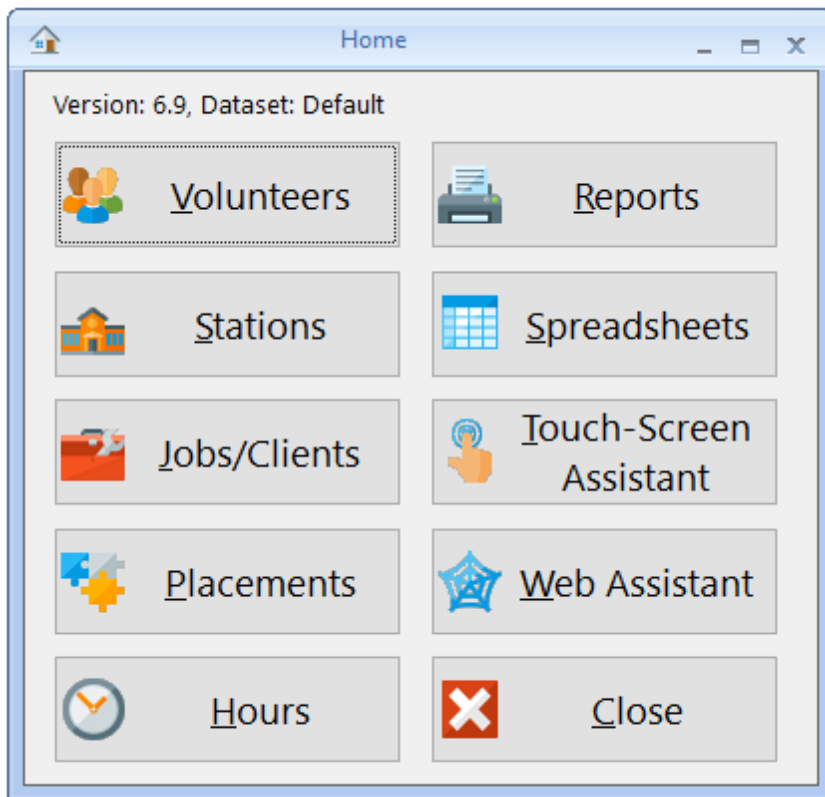 Home
Version: 6.9, Dataset: Default
Volunteers
Reports
Stations
Spreadsheets
Jobs/Clients
Touch-Screen
Assistant
Placements
Web Assistant
Hours
Close